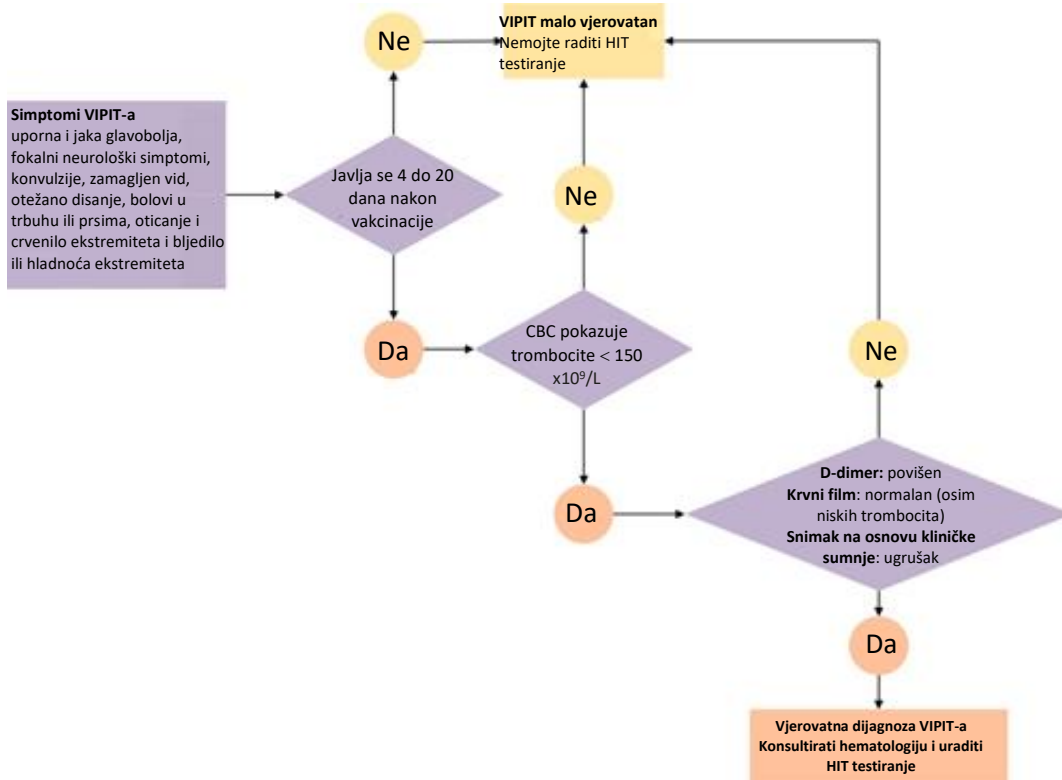 Simptomi VIPIT-a
uporna i jaka glavobolja,
fokalni neurološki simptomi,
konvulzije, zamagljen vid,
otežano disanje, bolovi u
trbuhu ili prsima, oticanje i
crvenilo ekstremiteta i bljedilo
ili hladnoća ekstremiteta
Javlja se 4 do 20
dana nakon
vakcinacije
Ne
VIPIT malo vjerovatan
Nemojte raditi HIT
testiranje
Da
CBC pokazuje
trombocite < 150
x10⁹/L
Ne
Da
D-dimer: povišen
Krvni film: normalan (osim
niskih trombocita)
Snimak na osnovu kliničke
sumnje: ugrušak
Ne
Da
Vjerovatna dijagnoza VIPIT-a
Konsultirati hematologiju i uraditi
HIT testiranje